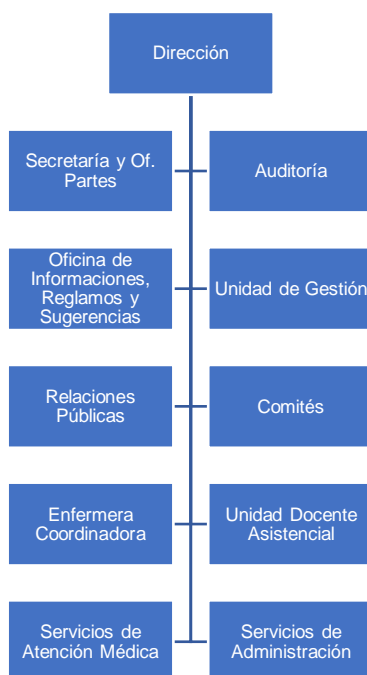 Dirección
Secretaría y Of.
Partes
Auditoría
Oficina de
Informaciones,
Reglamos y
Sugerencias
Unidad de Gestión
Relaciones
Públicas
Comités
Enfermera
Coordinadora
Unidad Docente
Asistencial
Servicios de
Atención Médica
Servicios de
Administración